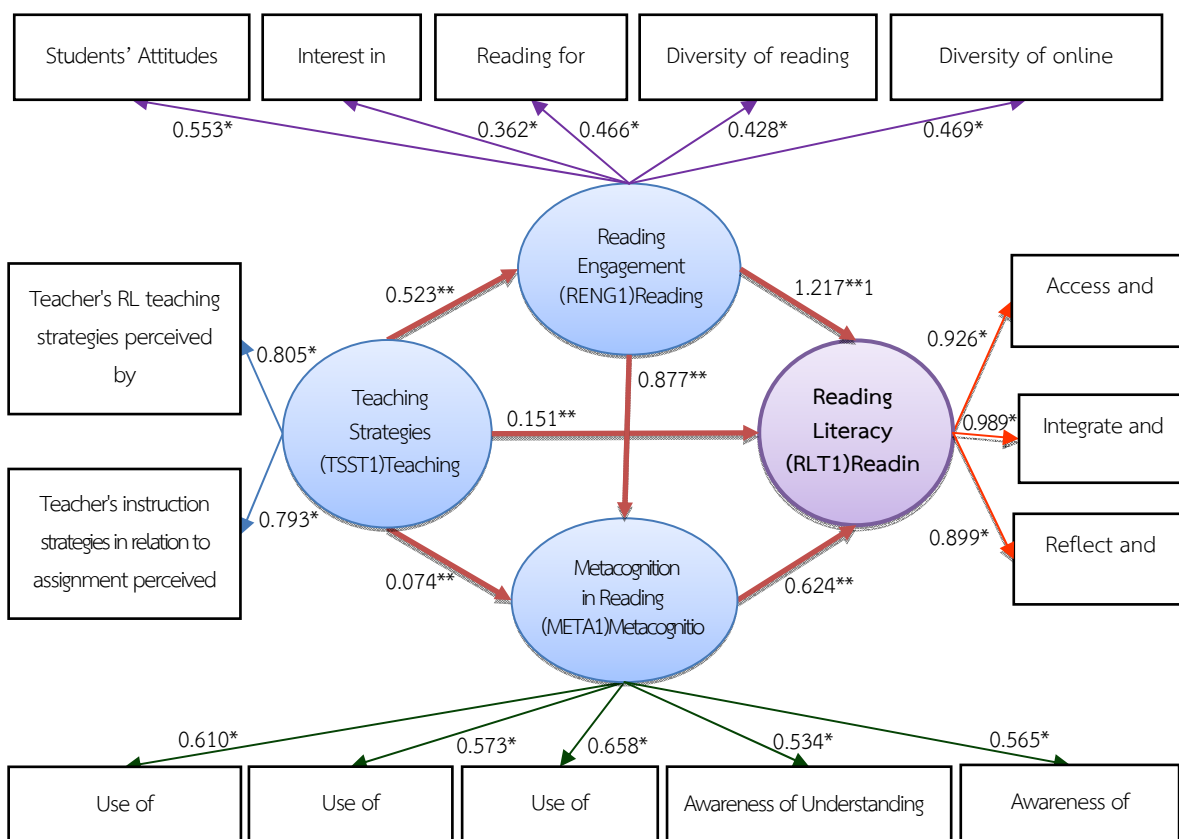 Students’ Attitudes
Interest in
Reading for
Diversity of reading
Diversity of online
0.553*
0.362*
0.466*
0.428*
0.469*
Reading
Engagement
(RENG1)Reading
Teacher's RL teaching
strategies perceived
by
0.805*
0.523**
1.217**1
0.926*
Access and
0.877**
Teaching
Strategies
(TSST1)Teaching
0.151**
Reading
Literacy
(RLT1)Readin
0.989*
Integrate and
Teacher's instruction
strategies in relation to
assignment perceived
0.793*
0.074**
Metacognition
in Reading
(META1)Metacognitio
0.624**
0.899*
Reflect and
0.610*
0.573*
0.658*
0.534*
0.565*
Use of
Use of
Use of
Awareness of Understanding
Awareness of